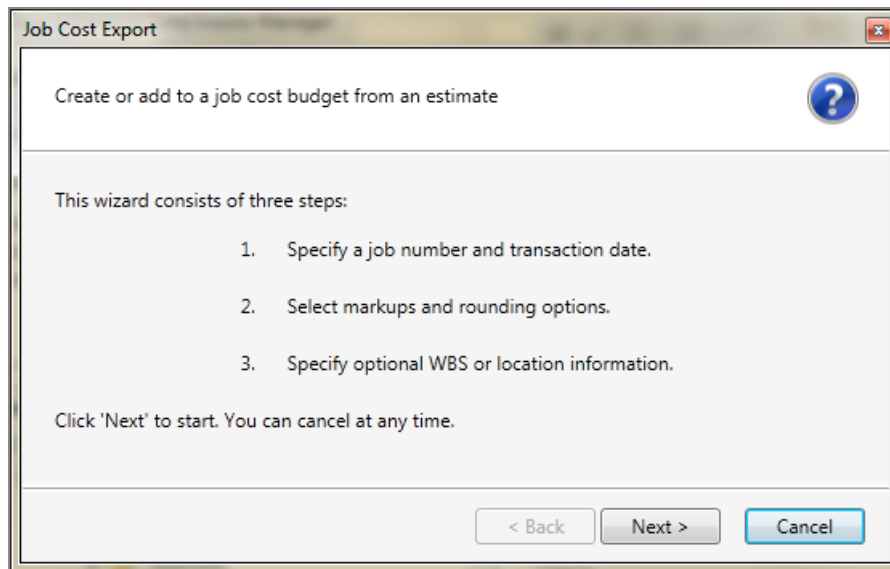 Job Cost Export
Create or add to a job cost budget from an estimate
This wizard consists of three steps:
1. Specify a job number and transaction date.
2. Select markups and rounding options.
3. Specify optional WBS or location information.
Click 'Next' to start. You can cancel at any time.
< Back Next > Cancel